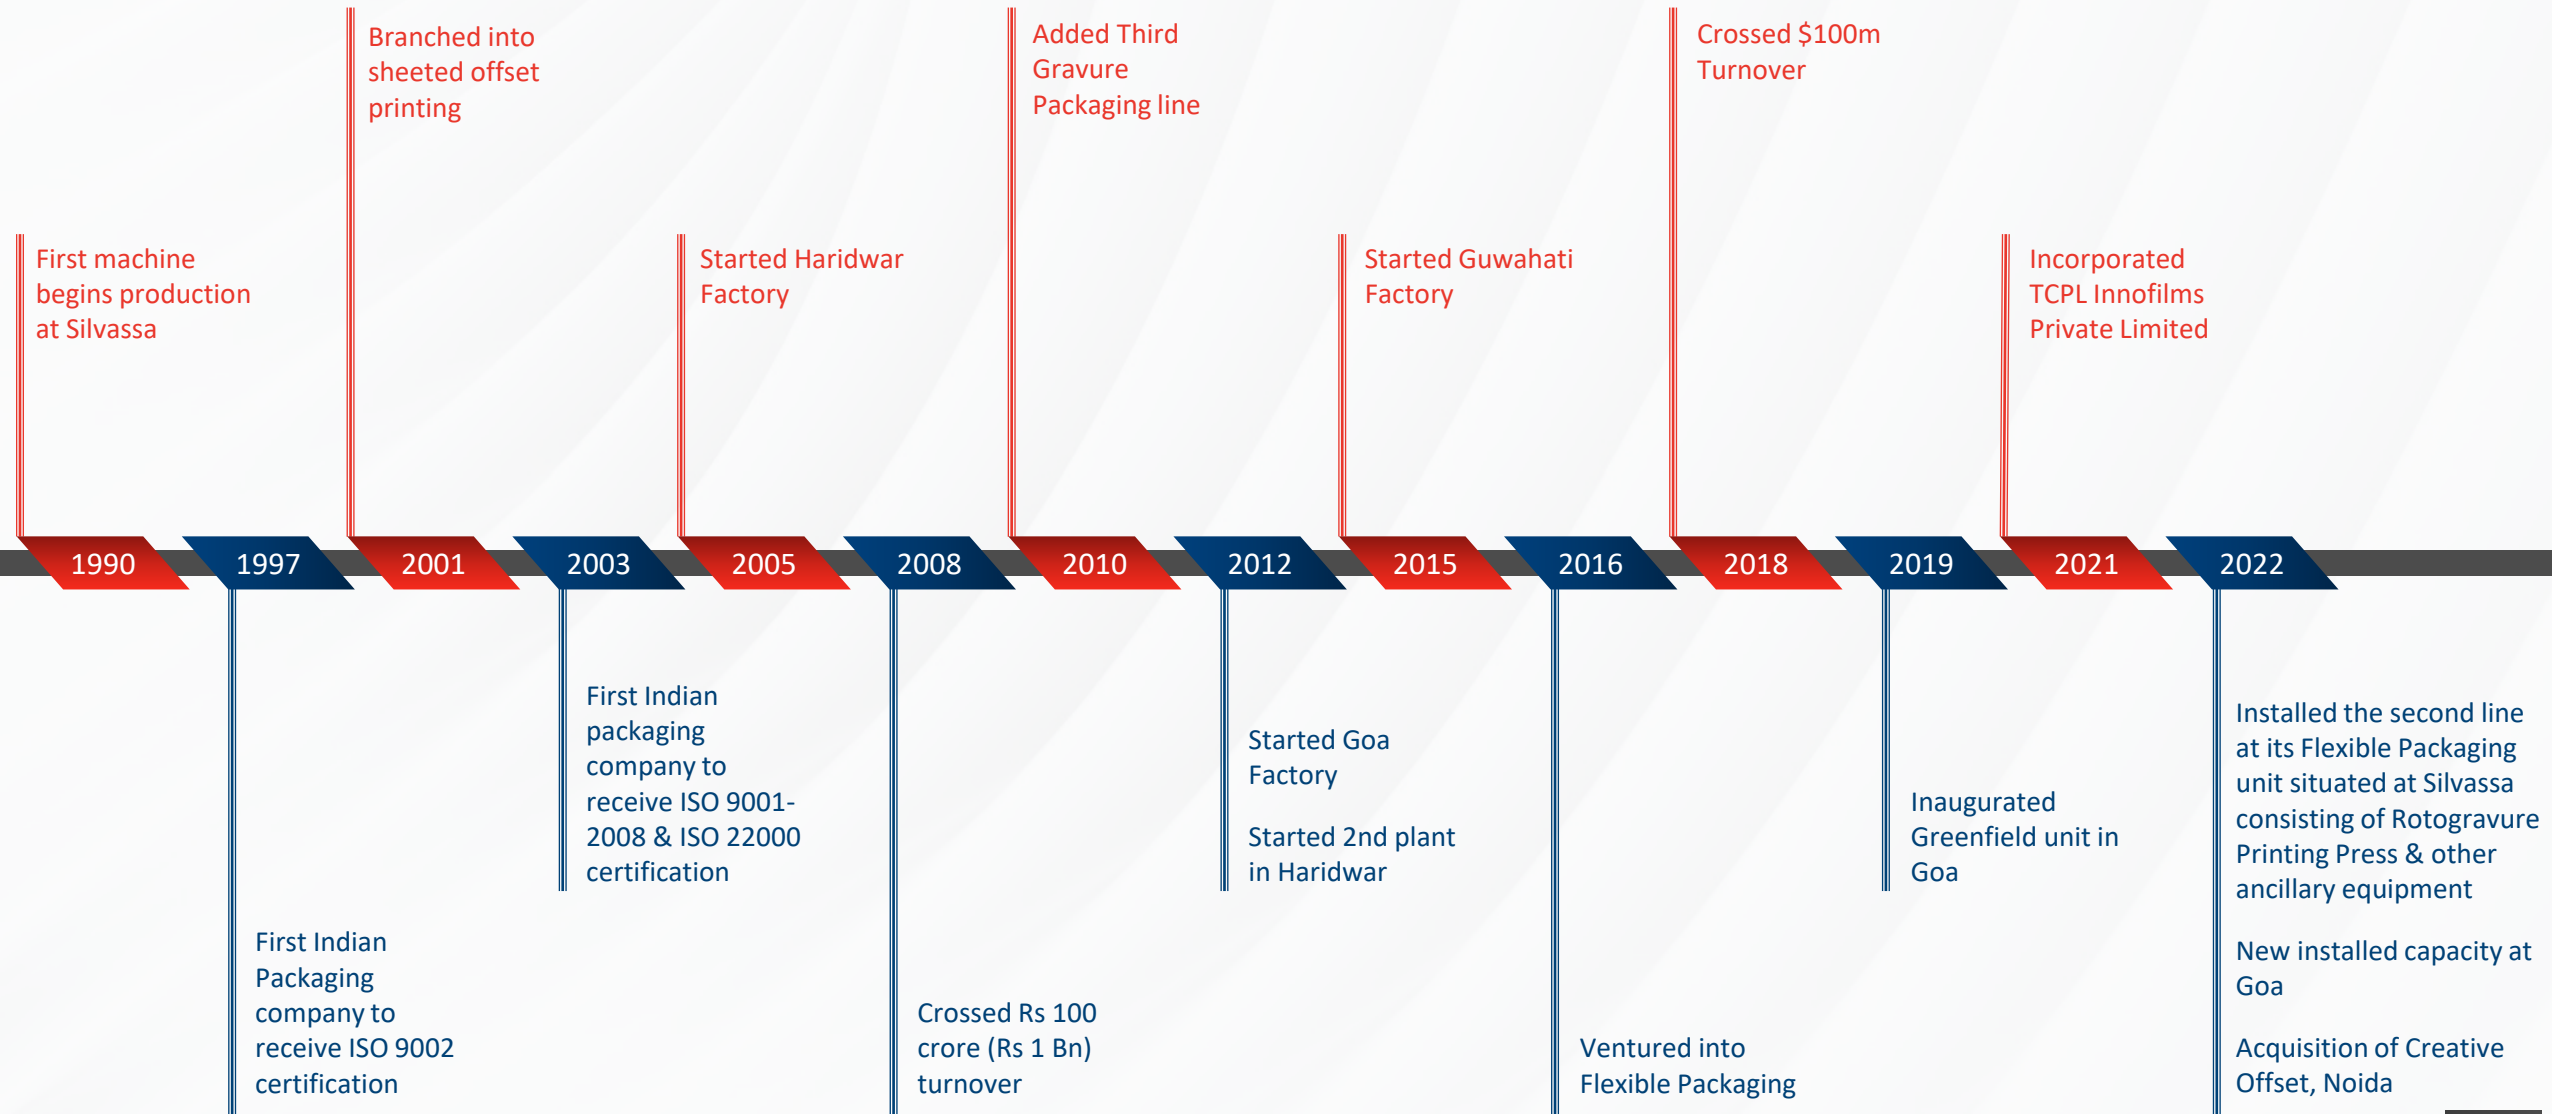 Branched into
sheeted offset
printing
Added Third
Gravure
Packaging line
Crossed $100m
Turnover
First machine
begins production
at Silvassa
Started Haridwar
Factory
Started Guwahati
Factory
Incorporated
TCPL Innofilms
Private Limited
1990
1997
2001
2003
2005
2008
2010
2012
2015
2016
2018
2019
2021
2022
First Indian
Packaging
company to
receive ISO 9002
certification
First Indian
packaging
company to
receive ISO 9001-
2008 & ISO 22000
certification
Crossed Rs 100
crore (Rs 1 Bn)
turnover
Started Goa
Factory
Started 2nd plant
in Haridwar
Ventured into
Flexible Packaging
Inaugurated
Greenfield unit in
Goa
Installed the second line
at its Flexible Packaging
unit situated at Silvassa
consisting of Rotogravure
Printing Press & other
ancillary equipment
New installed capacity at
Goa
Acquisition of Creative
Offset, Noida